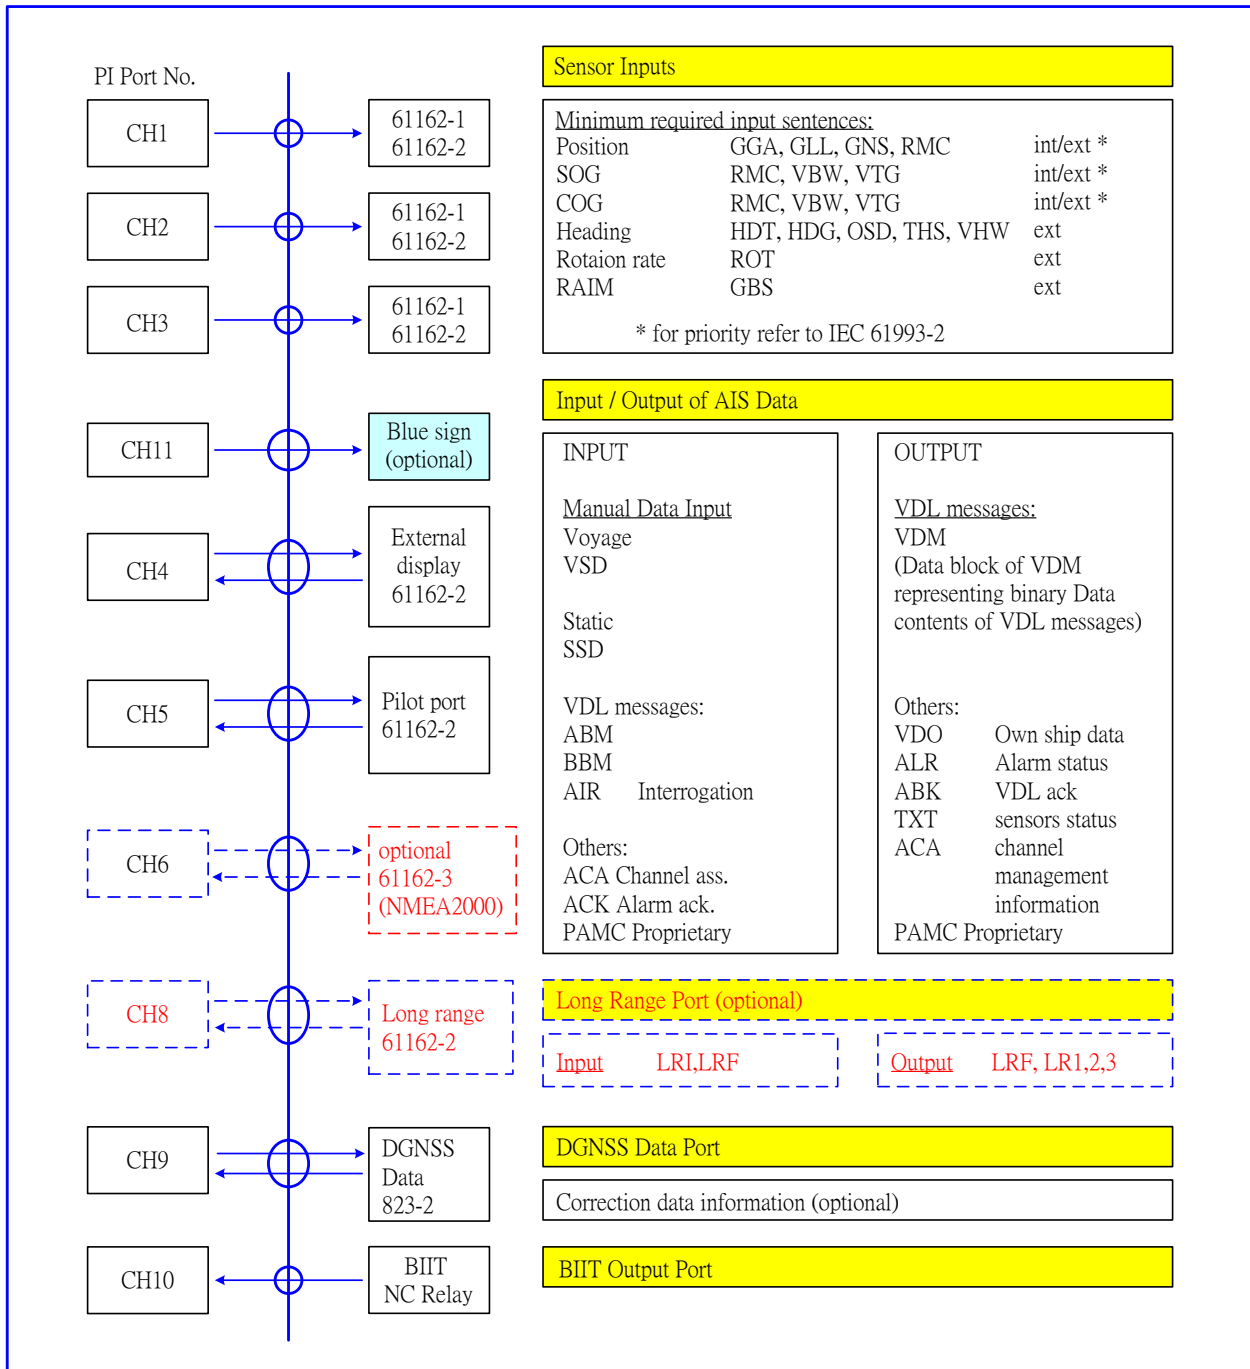 PI Port No.
CH1
61162-1
61162-2
CH2
61162-1
61162-2
CH3
61162-1
61162-2
CH11
Blue sign
(optional)
CH4
External
display
61162-2
CH5
Pilot port
61162-2
CH6
optional
61162-3
(NMEA2000)
CH8
Long range
61162-2
CH9
DGNSS
Data
823-2
CH10
BIIT
NC Relay
Sensor Inputs
Minimum required input sentences:
Position GGA, GLL, GNS, RMC int/ext *
SOG RMC, VBW, VTG int/ext *
COG RMC, VBW, VTG int/ext *
Heading HDT, HDG, OSD, THS, VHW ext
Rotaion rate ROT ext
RAIM GBS ext
* for priority refer to IEC 61993-2
Input / Output of AIS Data
INPUT
Manual Data Input
Voyage
VSD
Static
SSD
VDL messages:
ABM
BBM
AIR Interrogation
Others:
ACA Channel ass.
ACK Alarm ack.
PAMC Proprietary
OUTPUT
VDL messages:
VDM
(Data block of VDM
representing binary Data
contents of VDL messages)
Others:
VDO Own ship data
ALR Alarm status
ABK VDL ack
TXT sensors status
ACA channel
management
information
PAMC Proprietary
Long Range Port (optional)
Input LRI,LRF
Output LRF, LR1,2,3
DGNSS Data Port
Correction data information (optional)
BIIT Output Port